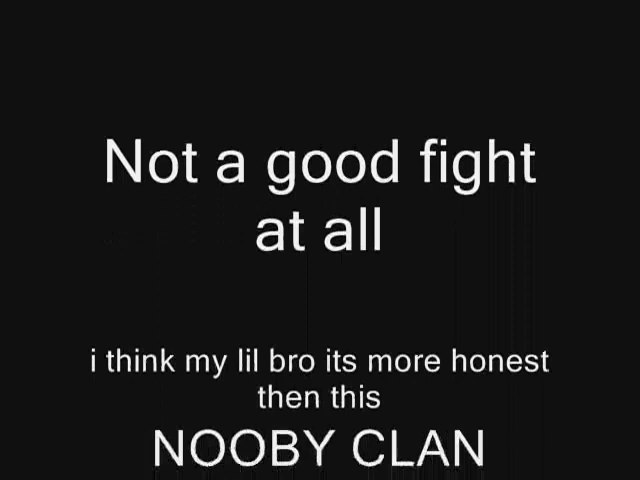 Not a good fight
at all
i think my lil bro its more honest
then this
NOOBY CLAN